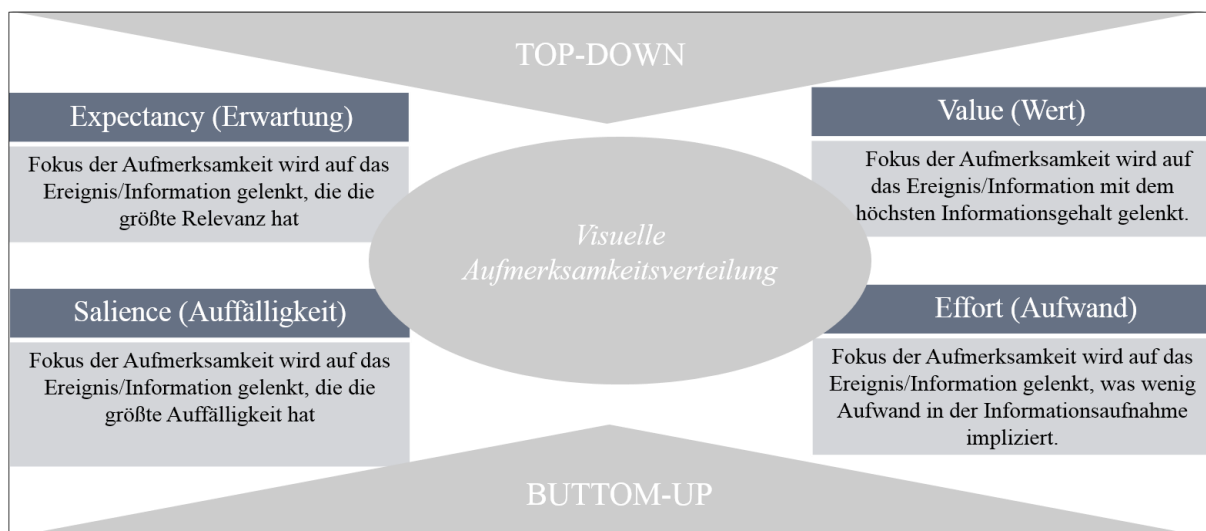 TOP-DOWN
Expectancy (Erwartung)
Fokus der Aufmerksamkeit wird auf das
Ereignis/Information gelenkt, die die
größte Relevanz hat
Value (Wert)
Fokus der Aufmerksamkeit wird auf
das Ereignis/Information mit dem
höchsten Informationsgehalt gelenkt.
Visuelle
Aufmerksamkeitsverteilung
Salience (Auffälligkeit)
Fokus der Aufmerksamkeit wird auf das
Ereignis/Information gelenkt, die die
größte Auffälligkeit hat
Effort (Aufwand)
Fokus der Aufmerksamkeit wird auf das
Ereignis/Information gelenkt, was wenig
Aufwand in der Informationsaufnahme
impliziert.
BUTTOM-UP